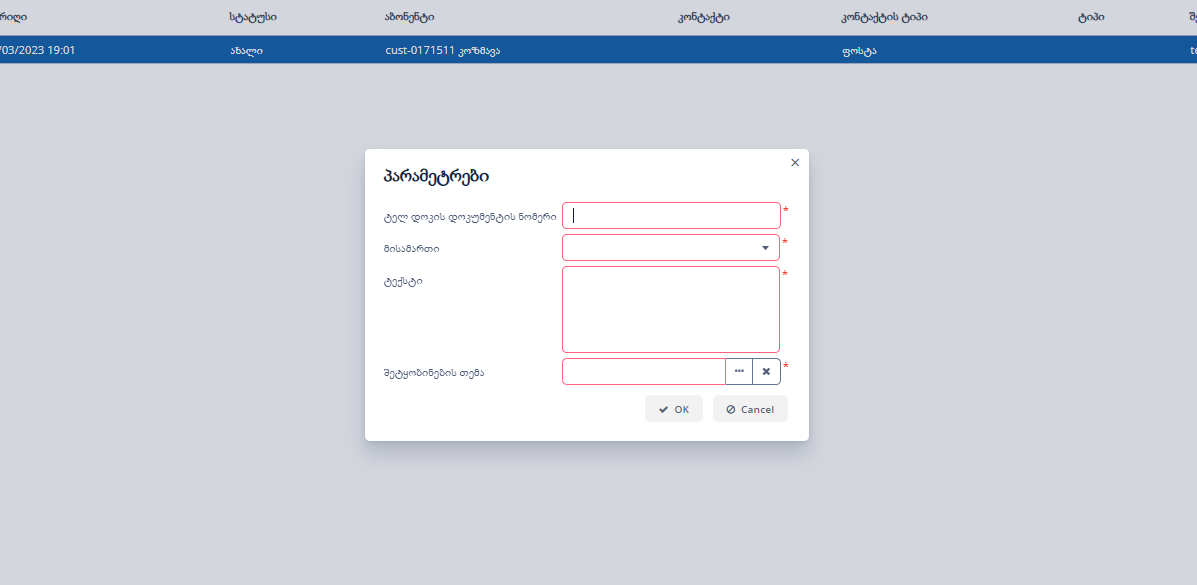 რიღი სტატუსი აბონენტი კონტაქტი კონტაქტის ტიპი ტიპი
/03/2023 19:01 ახალი cust-0171511 კოზმავა ფოსტა te
პარამეტრები
ტელ დოკის დოკუმენტის ნომერი *
მისამართი *
ტექსტი *
შეტყობინების თემა *
OK Cancel